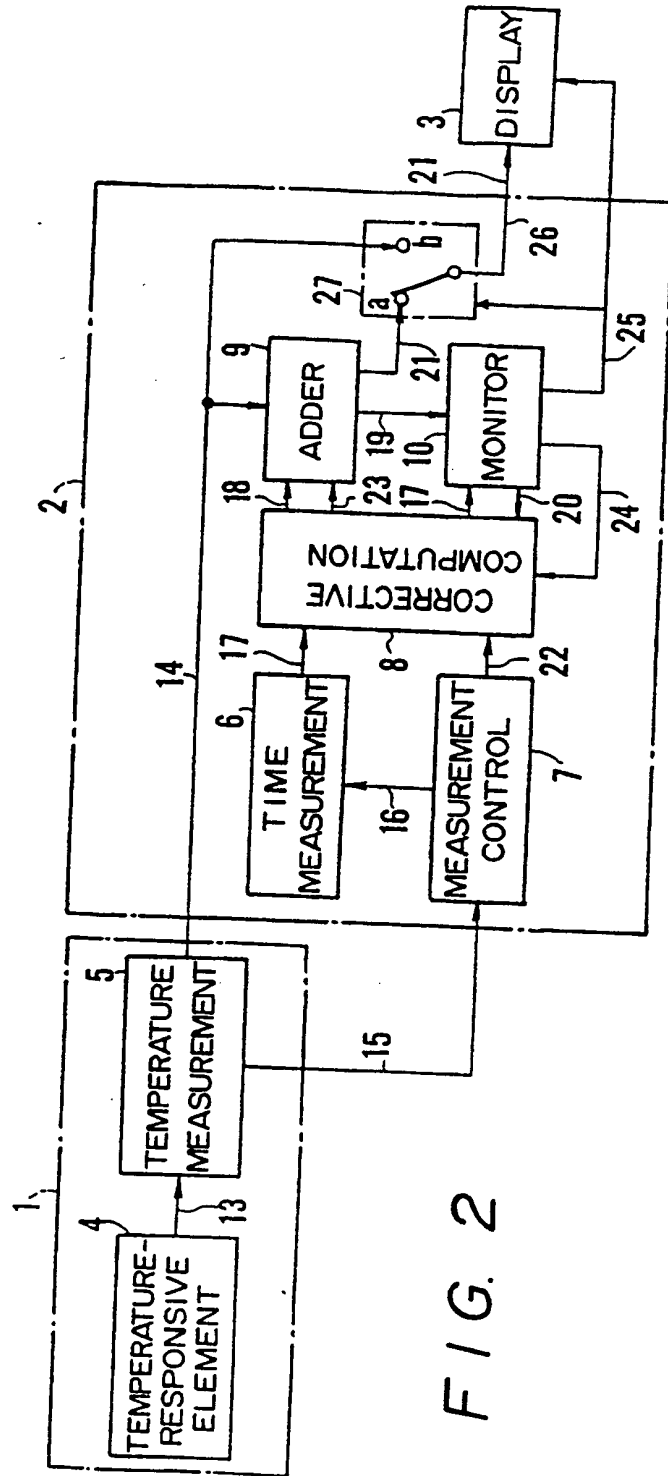 1
4
TEMPERATURE-
RESPONSIVE
ELEMENT
13
5
TEMPERATURE
MEASUREMENT
15
14
2
6
TIME
MEASUREMENT
16
MEASUREMENT
CONTROL
7
17
22
CORRECTIVE
COMPUTATION
8
18
23
17
20
24
9
ADDER
19
10
MONITOR
21
27
a
b
25
21
26
3
DISPLAY
FIG. 2